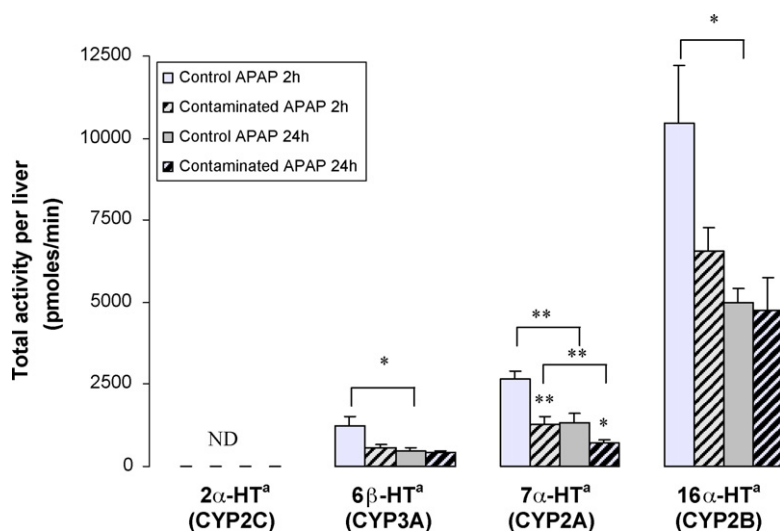 *
12500
Control APAP 2h
Contaminated APAP 2h
Control APAP 24h
Contaminated APAP 24h
10000
7500
5000
2500
0
Total activity per liver
(pmoles/min)
**
**
*
**
*
ND
2α-HTᵃ
(CYP2C)
6β-HTᵃ
(CYP3A)
7α-HTᵃ
(CYP2A)
16α-HTᵃ
(CYP2B)